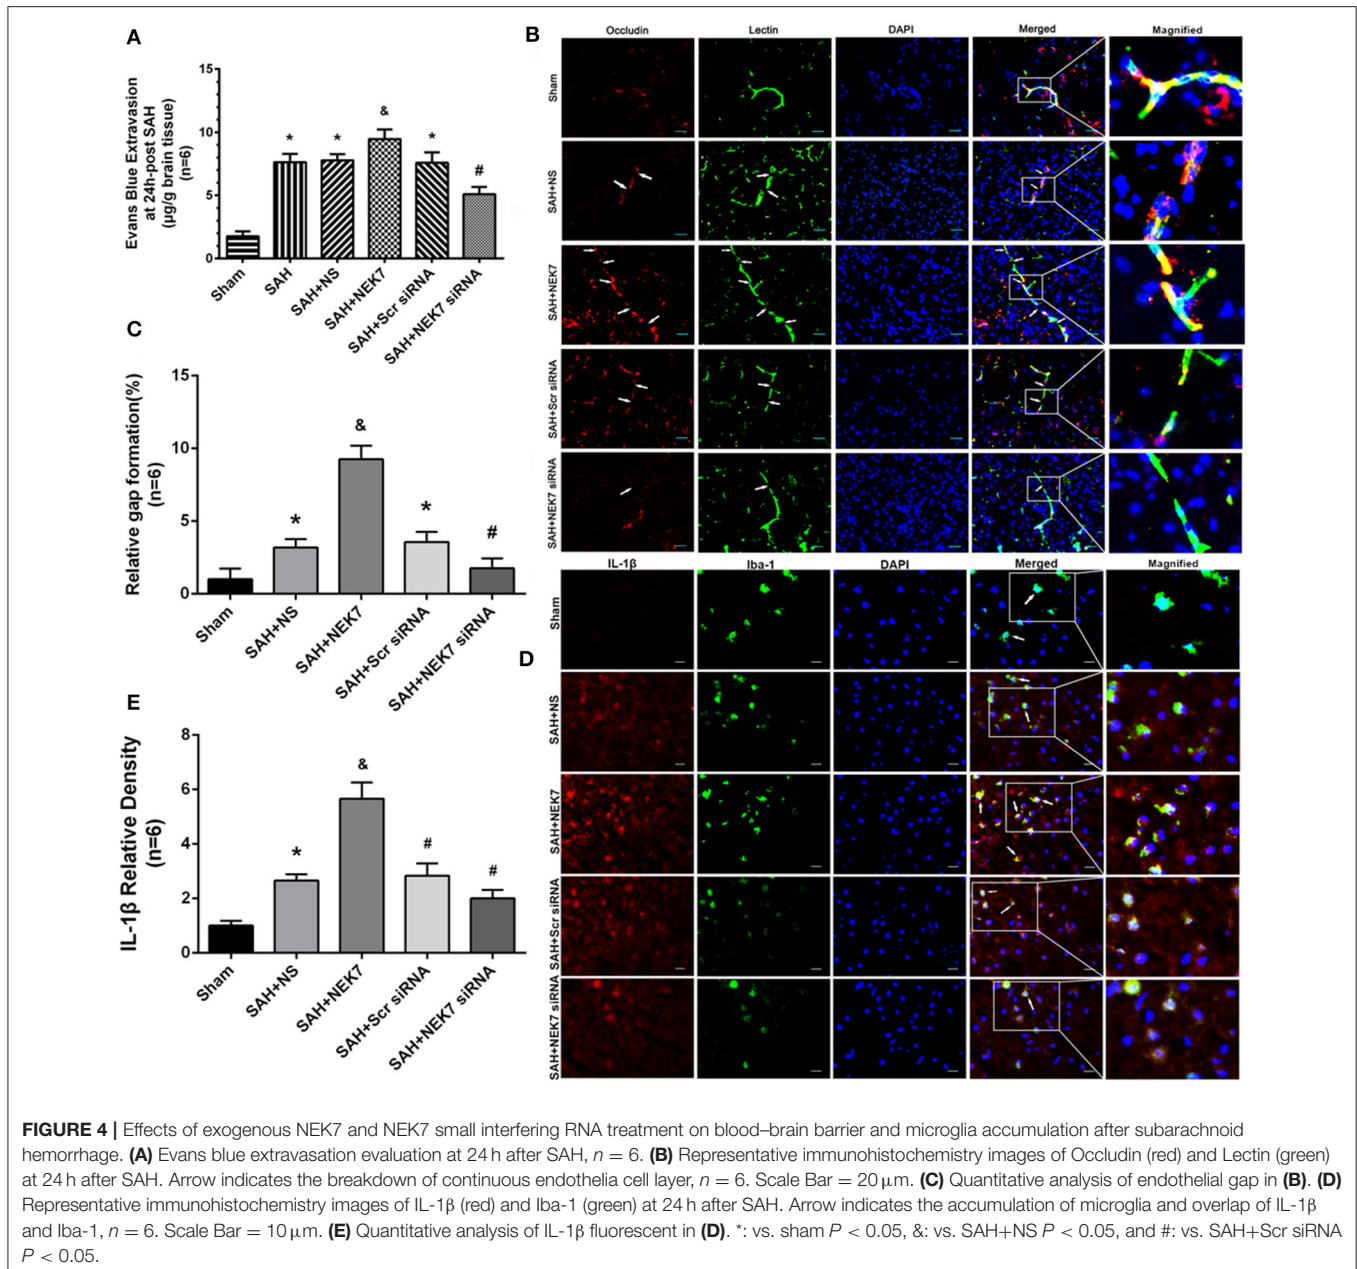 A
Evans Blue Extravasion
at 24h-post SAH
(µg/g brain tissue)
(n=6)
15
10
5
0
*
*
&
*
#
Sham
SAH
SAH+NS
SAH+NEK7
SAH+Scr siRNA
SAH+NEK7 siRNA
B
Occludin
Lectin
DAPI
Merged
Magnified
Sham
SAH+NS
SAH+NEK7
SAH+Scr siRNA
SAH+NEK7 siRNA
C
Relative gap formation(%)
(n=6)
15
10
5
0
*
&
*
#
Sham
SAH+NS
SAH+NEK7
SAH+Scr siRNA
SAH+NEK7 siRNA
D
IL-1β
Iba-1
DAPI
Merged
Magnified
Sham
SAH+NS
SAH+NEK7
SAH+Scr siRNA
SAH+NEK7 siRNA
E
IL-1β Relative Density
(n=6)
8
6
4
2
0
*
&
#
#
Sham
SAH+NS
SAH+NEK7
SAH+Scr siRNA
SAH+NEK7 siRNA
FIGURE 4 | Effects of exogenous NEK7 and NEK7 small interfering RNA treatment on blood–brain barrier and microglia accumulation after subarachnoid
hemorrhage. (A) Evans blue extravasation evaluation at 24 h after SAH, n = 6. (B) Representative immunohistochemistry images of Occludin (red) and Lectin (green)
at 24 h after SAH. Arrow indicates the breakdown of continuous endothelia cell layer, n = 6. Scale Bar = 20 µm. (C) Quantitative analysis of endothelial gap in (B). (D)
Representative immunohistochemistry images of IL-1β (red) and Iba-1 (green) at 24 h after SAH. Arrow indicates the accumulation of microglia and overlap of IL-1β
and Iba-1, n = 6. Scale Bar = 10 µm. (E) Quantitative analysis of IL-1β fluorescent in (D). *: vs. sham P < 0.05, &: vs. SAH+NS P < 0.05, and #: vs. SAH+Scr siRNA
P < 0.05.